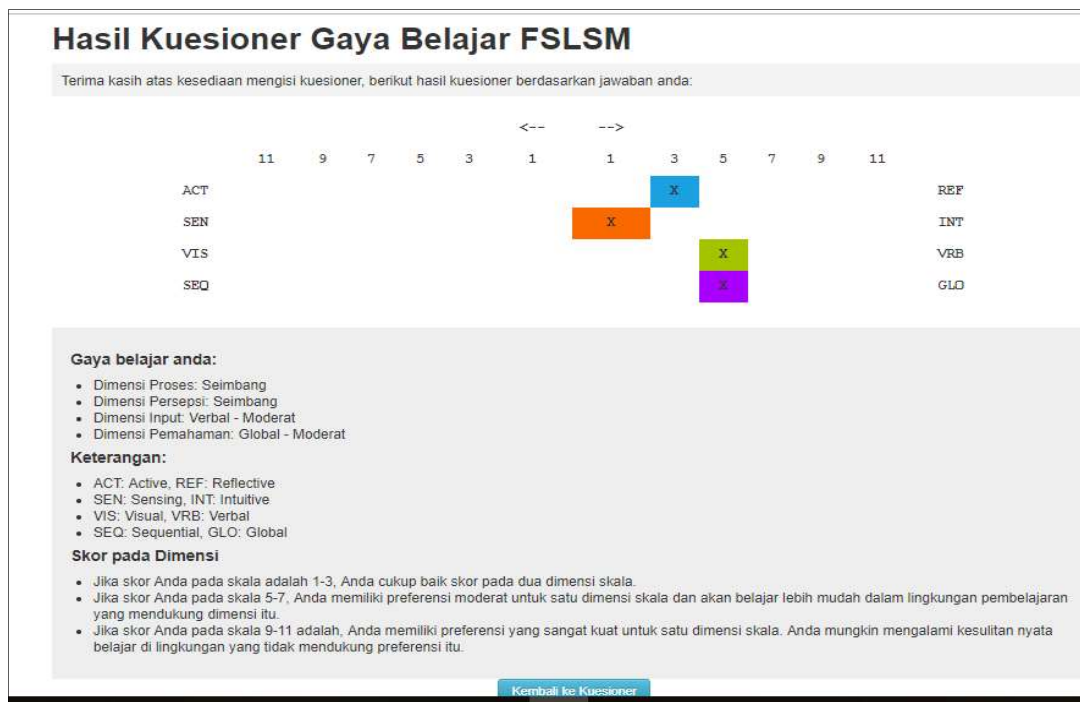 Hasil Kuesioner Gaya Belajar FSLSM
Terima kasih atas kesediaan mengisi kuesioner, berikut hasil kuesioner berdasarkan jawaban anda:
<-- -->
11 9 7 5 3 1 1 3 5 7 9 11
ACT X REF
SEN X INT
VIS X VRB
SEQ X GLO
Gaya belajar anda:
• Dimensi Proses: Seimbang
• Dimensi Persepsi: Seimbang
• Dimensi Input: Verbal - Moderat
• Dimensi Pemahaman: Global - Moderat
Keterangan:
• ACT: Active, REF: Reflective
• SEN: Sensing, INT: Intuitive
• VIS: Visual, VRB: Verbal
• SEQ: Sequential, GLO: Global
Skor pada Dimensi
• Jika skor Anda pada skala adalah 1-3, Anda cukup baik skor pada dua dimensi skala.
• Jika skor Anda pada skala 5-7, Anda memiliki preferensi moderat untuk satu dimensi skala dan akan belajar lebih mudah dalam lingkungan pembelajaran
yang mendukung dimensi itu.
• Jika skor Anda pada skala 9-11 adalah, Anda memiliki preferensi yang sangat kuat untuk satu dimensi skala. Anda mungkin mengalami kesulitan nyata
belajar di lingkungan yang tidak mendukung preferensi itu.
Kembali ke Kuesioner